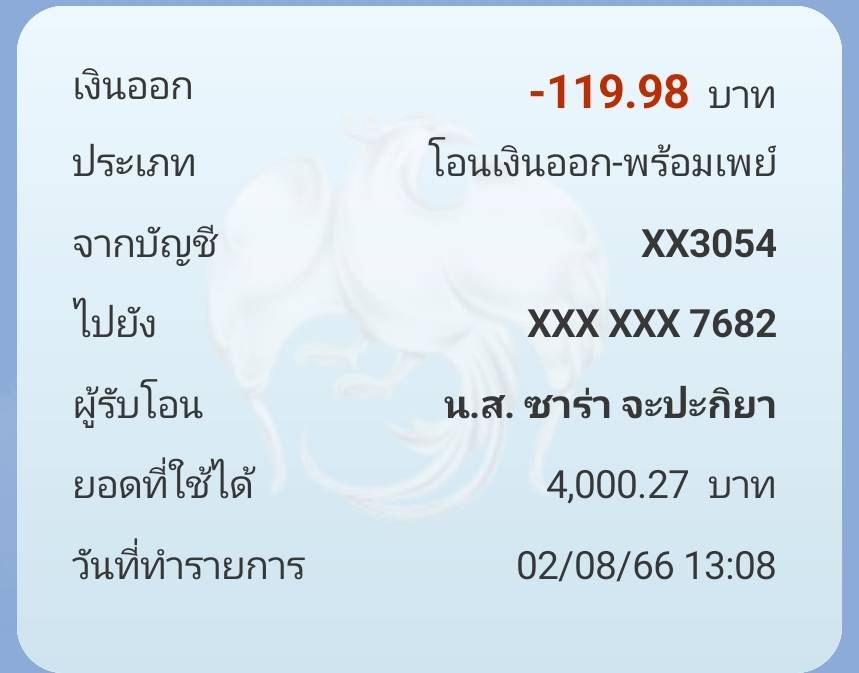 เงินออก -119.98 บาท
ประเภท โอนเงินออก-พร้อมเพย์
จากบัญชี XX3054
ไปยัง XXX XXX 7682
ผู้รับโอน น.ส. ซาร่า จะปะกิยา
ยอดที่ใช้ได้ 4,000.27 บาท
วันที่ทำรายการ 02/08/66 13:08